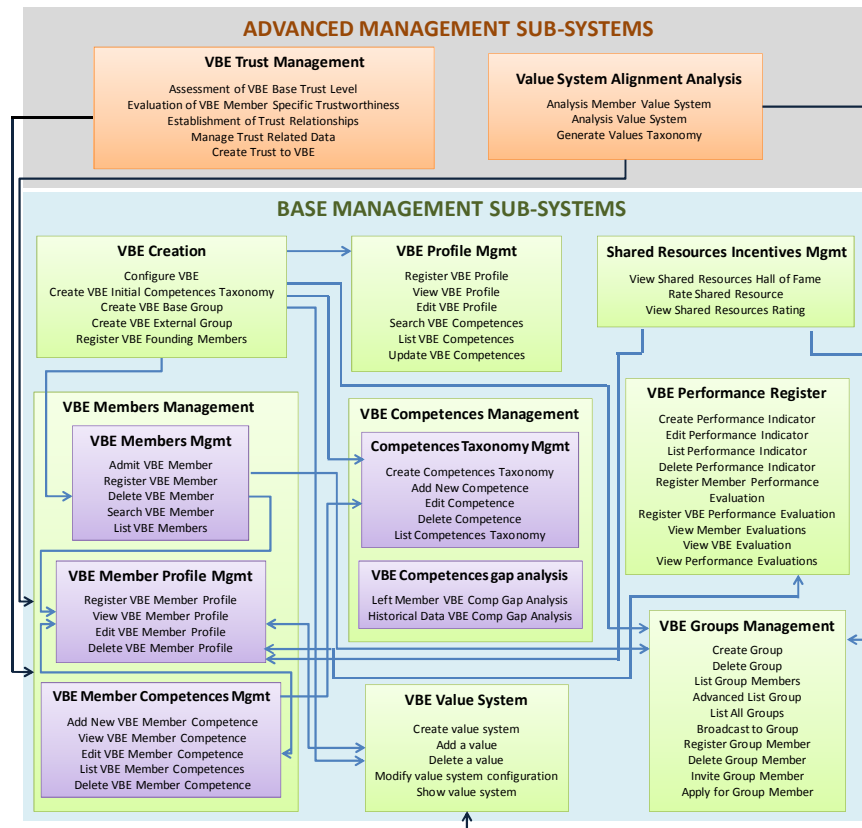 ADVANCED MANAGEMENT SUB-SYSTEMS
VBE Trust Management
Assessment of VBE Base Trust Level
Evaluation of VBE Member Specific Trustworthiness
Establishment of Trust Relationships
Manage Trust Related Data
Create Trust to VBE
Value System Alignment Analysis
Analysis Member Value System
Analysis Value System
Generate Values Taxonomy
BASE MANAGEMENT SUB-SYSTEMS
VBE Creation
Configure VBE
Create VBE Initial Competences Taxonomy
Create VBE Base Group
Create VBE External Group
Register VBE Founding Members
VBE Profile Mgmt
Register VBE Profile
View VBE Profile
Edit VBE Profile
Search VBE Competences
List VBE Competences
Update VBE Competences
Shared Resources Incentives Mgmt
View Shared Resources Hall of Fame
Rate Shared Resource
View Shared Resources Rating
VBE Members Management
VBE Members Mgmt
Admit VBE Member
Register VBE Member
Delete VBE Member
Search VBE Member
List VBE Members
VBE Member Profile Mgmt
Register VBE Member Profile
View VBE Member Profile
Edit VBE Member Profile
Delete VBE Member Profile
VBE Member Competences Mgmt
Add New VBE Member Competence
View VBE Member Competence
Edit VBE Member Competence
List VBE Member Competences
Delete VBE Member Competence
VBE Competences Management
Competences Taxonomy Mgmt
Create Competences Taxonomy
Add New Competence
Edit Competence
Delete Competence
List Competences Taxonomy
VBE Competences gap analysis
Left Member VBE Comp Gap Analysis
Historical Data VBE Comp Gap Analysis
VBE Value System
Create value system
Add a value
Delete a value
Modify value system configuration
Show value system
VBE Performance Register
Create Performance Indicator
Edit Performance Indicator
List Performance Indicator
Delete Performance Indicator
Register Member Performance
Evaluation
Register VBE Performance Evaluation
View Member Evaluations
View VBE Evaluation
View Performance Evaluations
VBE Groups Management
Create Group
Delete Group
List Group Members
Advanced List Group
List All Groups
Broadcast to Group
Register Group Member
Delete Group Member
Invite Group Member
Apply for Group Member